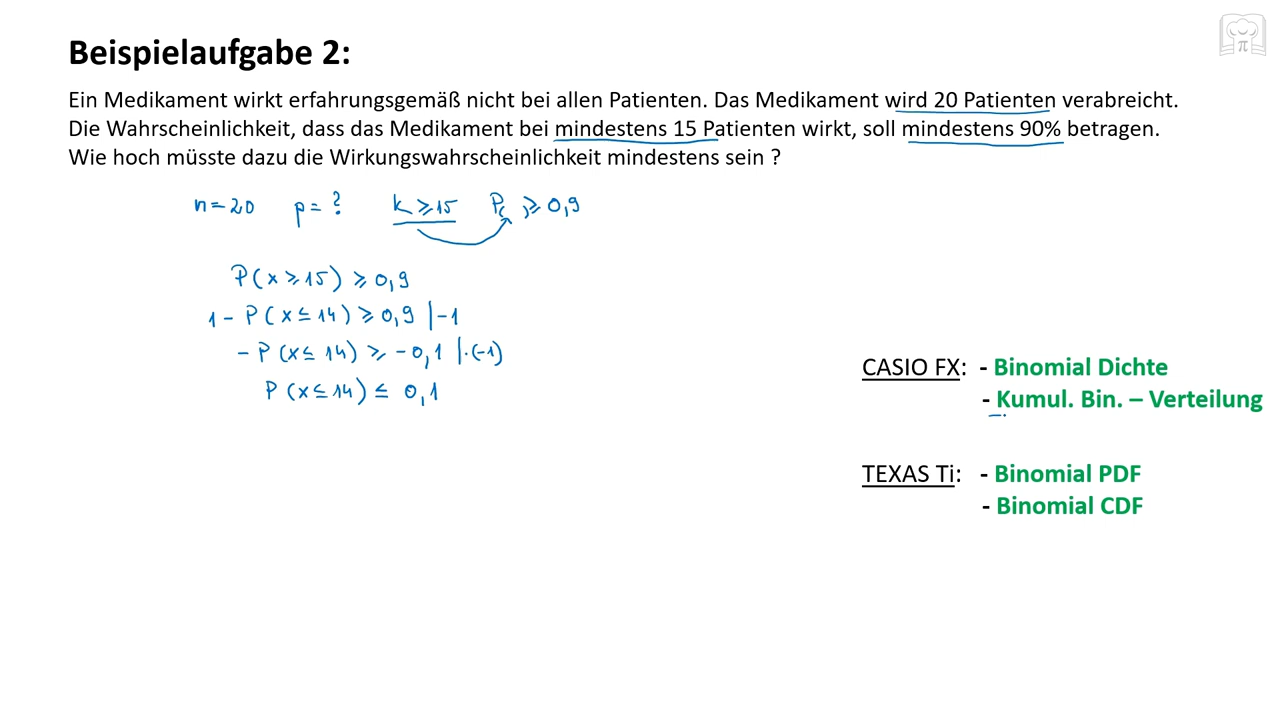 Beispielaufgabe 2:
Ein Medikament wirkt erfahrungsgemäß nicht bei allen Patienten. Das Medikament wird 20 Patienten verabreicht.
Die Wahrscheinlichkeit, dass das Medikament bei mindestens 15 Patienten wirkt, soll mindestens 90% betragen.
Wie hoch müsste dazu die Wirkungswahrscheinlichkeit mindestens sein ?
n=20 p=? k≥15 P( )≥0,9
P(x≥15)≥0,9
1-P(x≤14)≥0,9 |-1
-P(x≤14)≥-0,1 |·(-1)
P(x≤14)≤0,1
CASIO FX: - Binomial Dichte
- Kumul. Bin. – Verteilung
TEXAS Ti: - Binomial PDF
- Binomial CDF
π